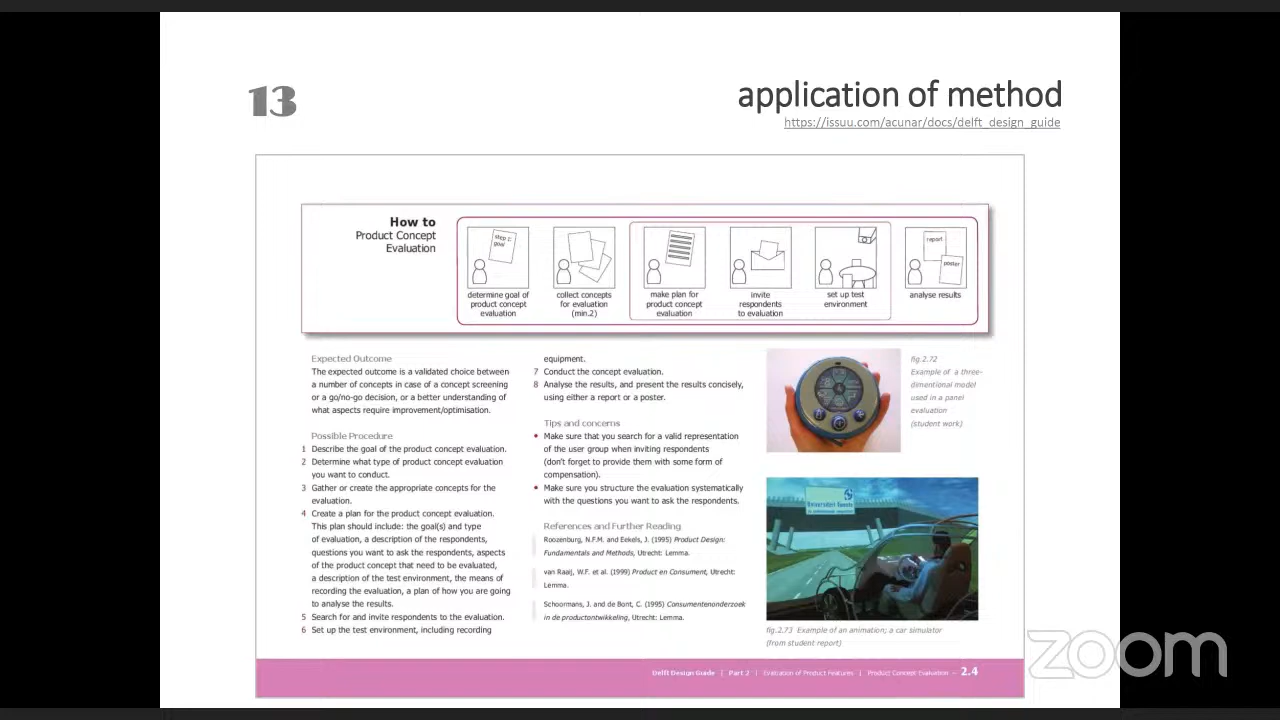 13
application of method
https://issuu.com/acunar/docs/delft_design_guide
How to
Product Concept
Evaluation
step 1:
goal
report
poster
determine goal of
product concept
evaluation
collect concepts
for evaluation
(min.2)
make plan for
product concept
evaluation
invite
respondents
to evaluation
set up test
environment
analyse results
Expected Outcome
The expected outcome is a validated choice between
a number of concepts in case of a concept screening
or a go/no-go decision, or a better understanding of
what aspects require improvement/optimisation.
Possible Procedure
1 Describe the goal of the product concept evaluation.
2 Determine what type of product concept evaluation
you want to conduct.
3 Gather or create the appropriate concepts for the
evaluation.
4 Create a plan for the product concept evaluation.
This plan should include: the goal(s) and type
of evaluation, a description of the respondents,
questions you want to ask the respondents, aspects
of the product concept that need to be evaluated,
a description of the test environment, the means of
recording the evaluation, a plan of how you are going
to analyse the results.
5 Search for and invite respondents to the evaluation.
6 Set up the test environment, including recording
equipment.
7 Conduct the concept evaluation.
8 Analyse the results, and present the results concisely,
using either a report or a poster.
Tips and concerns
• Make sure that you search for a valid representation
of the user group when inviting respondents
(don't forget to provide them with some form of
compensation).
• Make sure you structure the evaluation systematically
with the questions you want to ask the respondents.
References and Further Reading
Roozenburg, N.F.M. and Eekels, J. (1995) Product Design:
Fundamentals and Methods, Utrecht: Lemma.
van Raaij, W.F. et al. (1999) Product en Consument, Utrecht:
Lemma.
Schoormans, J. and de Bont, C. (1995) Consumentenonderzoek
in de productontwikkeling, Utrecht: Lemma.
fig.2.72
Example of a three-
dimentional model
used in a panel
evaluation
(student work)
Universiteit Twente
fig.2.73 Example of an animation; a car simulator
(from student report)
Delft Design Guide | Part 2 | Evaluation of Product Features | Product Concept Evaluation – 2.4
zoom